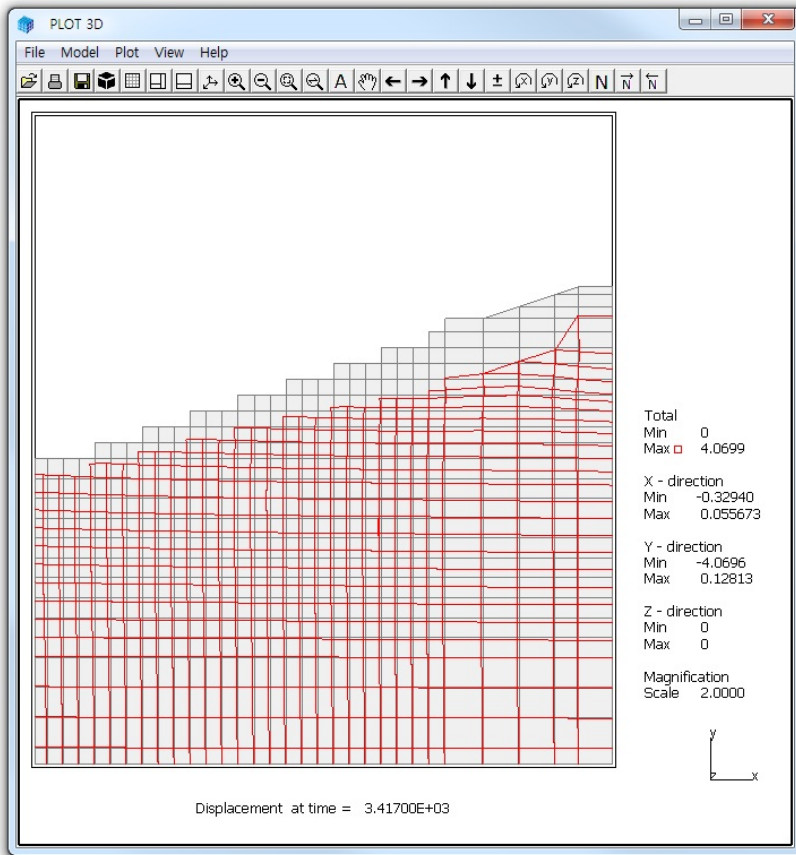 PLOT 3D
File Model Plot View Help
A X Y Z N N N
Total
Min 0
Max 4.0699
X - direction
Min -0.32940
Max 0.055673
Y - direction
Min -4.0696
Max 0.12813
Z - direction
Min 0
Max 0
Magnification
Scale 2.0000
y
z x
Displacement at time = 3.41700E+03